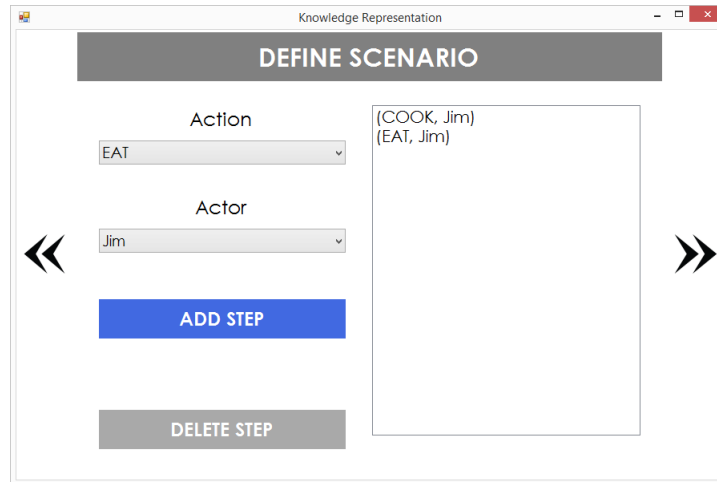 Knowledge Representation
DEFINE SCENARIO
Action
EAT
Actor
Jim
ADD STEP
DELETE STEP
(COOK, Jim)
(EAT, Jim)